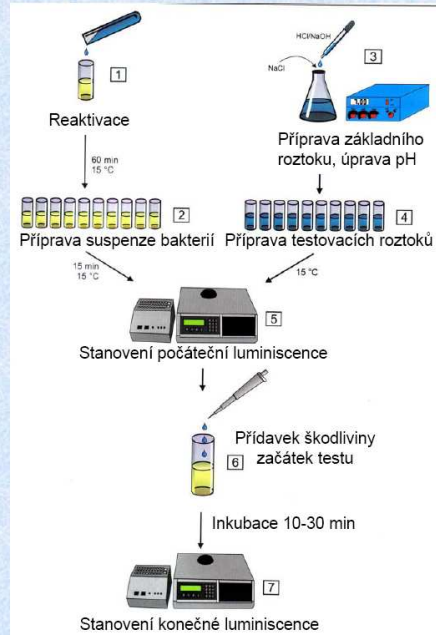 1
Reaktivace
60 min
15 °C
2
Příprava suspenze bakterií
15 min
15 °C
HCl/NaOH
NaCl
3
7.00
Příprava základního
roztoku, úprava pH
4
Příprava testovacích roztoků
15 °C
5
Stanovení počáteční luminiscence
Přídavek škodliviny
začátek testu
6
Inkubace 10-30 min
7
Stanovení konečné luminiscence